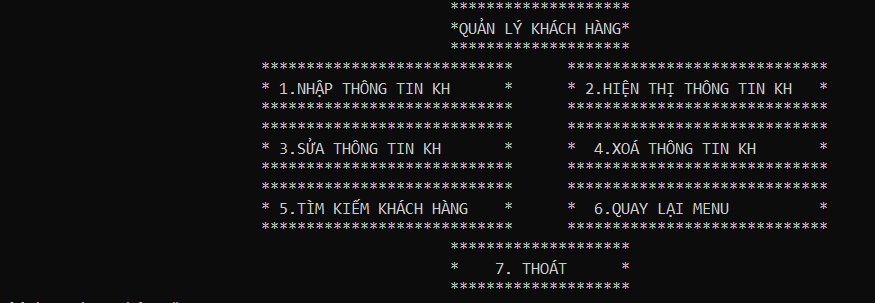 ********************
*QUẢN LÝ KHÁCH HÀNG*
********************
**************************** *****************************
* 1.NHẬP THÔNG TIN KH * * 2.HIỆN THỊ THÔNG TIN KH *
**************************** *****************************
**************************** *****************************
* 3.SỬA THÔNG TIN KH * * 4.XOÁ THÔNG TIN KH *
**************************** *****************************
**************************** *****************************
* 5.TÌM KIẾM KHÁCH HÀNG * * 6.QUAY LẠI MENU *
**************************** *****************************
********************
* 7. THOÁT *
********************